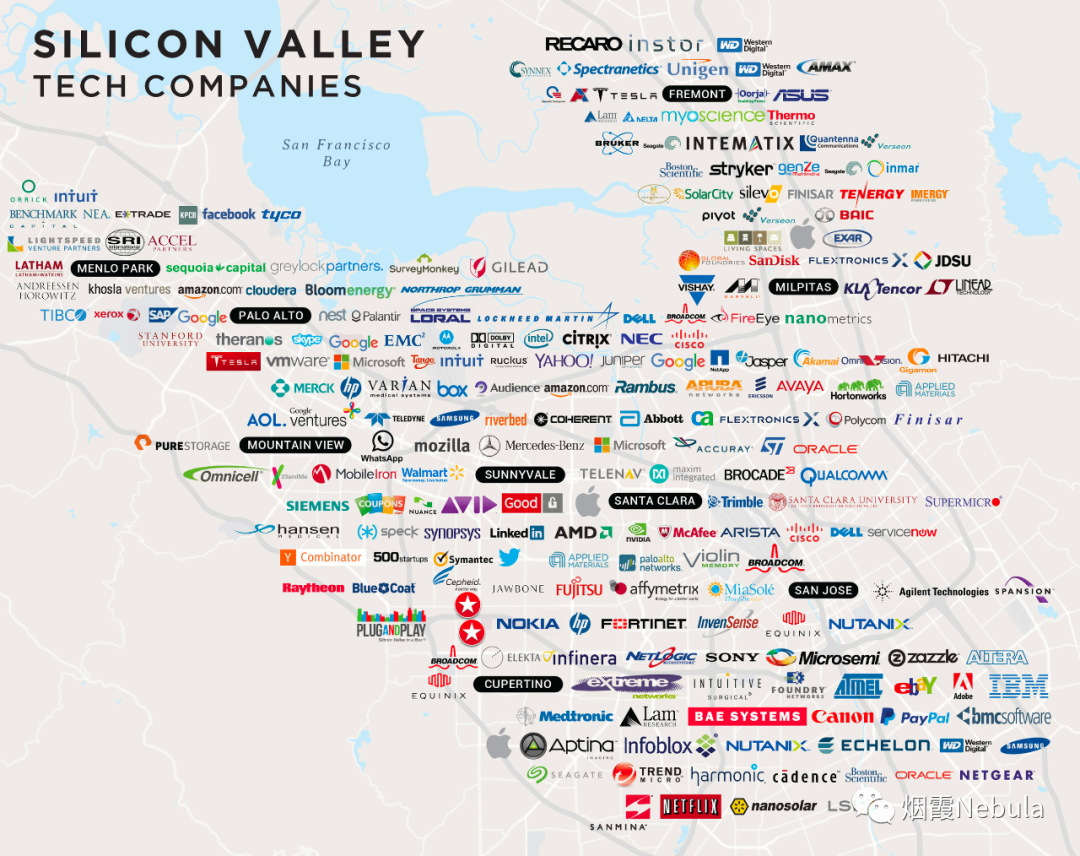 SILICON VALLEY
TECH COMPANIES
San Francisco
Bay
RECARO instor WD Western Digital
SYNNEX Spectranetics Unigen WD Western Digital AMAX
TESLA FREMONT Oorja ASUS
Lam RESEARCH DELTA myoscience Thermo SCIENTIFIC
BRUKER Seagate INTEMATIX Quantenna Communications Verseon
Boston Scientific stryker genZe Seagate inmar
SolarCity silevo FINISAR TENERGY IMERGY
pivot Verseon BAIC
LIVING SPACES EXAR
ORRICK intuit
BENCHMARK CAPITAL NEA. E*TRADE KPCB facebook tyco
LIGHTSPEED VENTURE PARTNERS SRI International ACCEL PARTNERS
LATHAM & WATKINS MENLO PARK sequoia capital greylockpartners. SurveyMonkey GILEAD
GLOBAL FOUNDRIES SanDisk FLEXTRONICS JDSU
ANDREESSEN HOROWITZ khosla ventures amazon.com cloudera Bloomenergy NORTHROP GRUMMAN
VISHAY. MARVELL MILPITAS KLA Tencor LINEAR TECHNOLOGY
TIBCO xerox SAP Google PALO ALTO nest Palantir SPACE SYSTEMS LORAL LOCKHEED MARTIN DELL BROADCOM FireEye nanometrics
STANFORD UNIVERSITY theranos skype Google EMC² MOTOROLA DOLBY DIGITAL intel CITRIX NEC CISCO
TESLA vmware Microsoft Tango. intuit RUCKUS YAHOO! JUNIPER NETWORKS Google NetApp Jasper Akamai OmniVision. Gigamon HITACHI
MERCK hp VARIAN medical systems box Audience amazon.com Rambus ARUBA networks ERICSSON AVAYA Hortonworks APPLIED MATERIALS
AOL. Google ventures TELEDYNE SAMSUNG riverbed COHERENT Abbott ca FLEXTRONICS Polycom Finisar
PURESTORAGE MOUNTAIN VIEW WhatsApp mozilla Mercedes-Benz Microsoft ACCURAY ST ORACLE
Omnicell 23andMe MobileIron Walmart SUNNYVALE TELENAV maxim integrated BROCADE QUALCOMM
SIEMENS COUPONS NUANCE AVID Good SANTA CLARA Trimble SANTA CLARA UNIVERSITY SUPERMICRO
hansen MEDICAL speck SYNOPSYS LinkedIn AMD NVIDIA McAfee ARISTA CISCO DELL servicenow
Y Combinator 500startups Symantec APPLIED MATERIALS paloalto networks Violin MEMORY BROADCOM
Raytheon BlueCoat Cepheid. JAWBONE FUJITSU affymetrix MiaSolé SAN JOSE Agilent Technologies SPANSION
PLUGANDPLAY NOKIA hp FORTINET InvenSense EQUINIX NUTANIX
BROADCOM ELEKTA infinera NETLOGIC MICROSYSTEMS SONY Microsemi zazzle ALTERA
EQUINIX CUPERTINO extreme networks INTUITIVE SURGICAL FOUNDRY NETWORKS ATMEL ebay Adobe IBM
Medtronic Lam RESEARCH BAE SYSTEMS Canon PayPal bmcsoftware
Aptina IMAGING Infoblox NUTANIX ECHELON WD Western Digital SAMSUNG
SEAGATE TREND MICRO harmonic cādence Boston Scientific ORACLE NETGEAR
SANMINA NETFLIX nanosolar LSI
烟霞Nebula